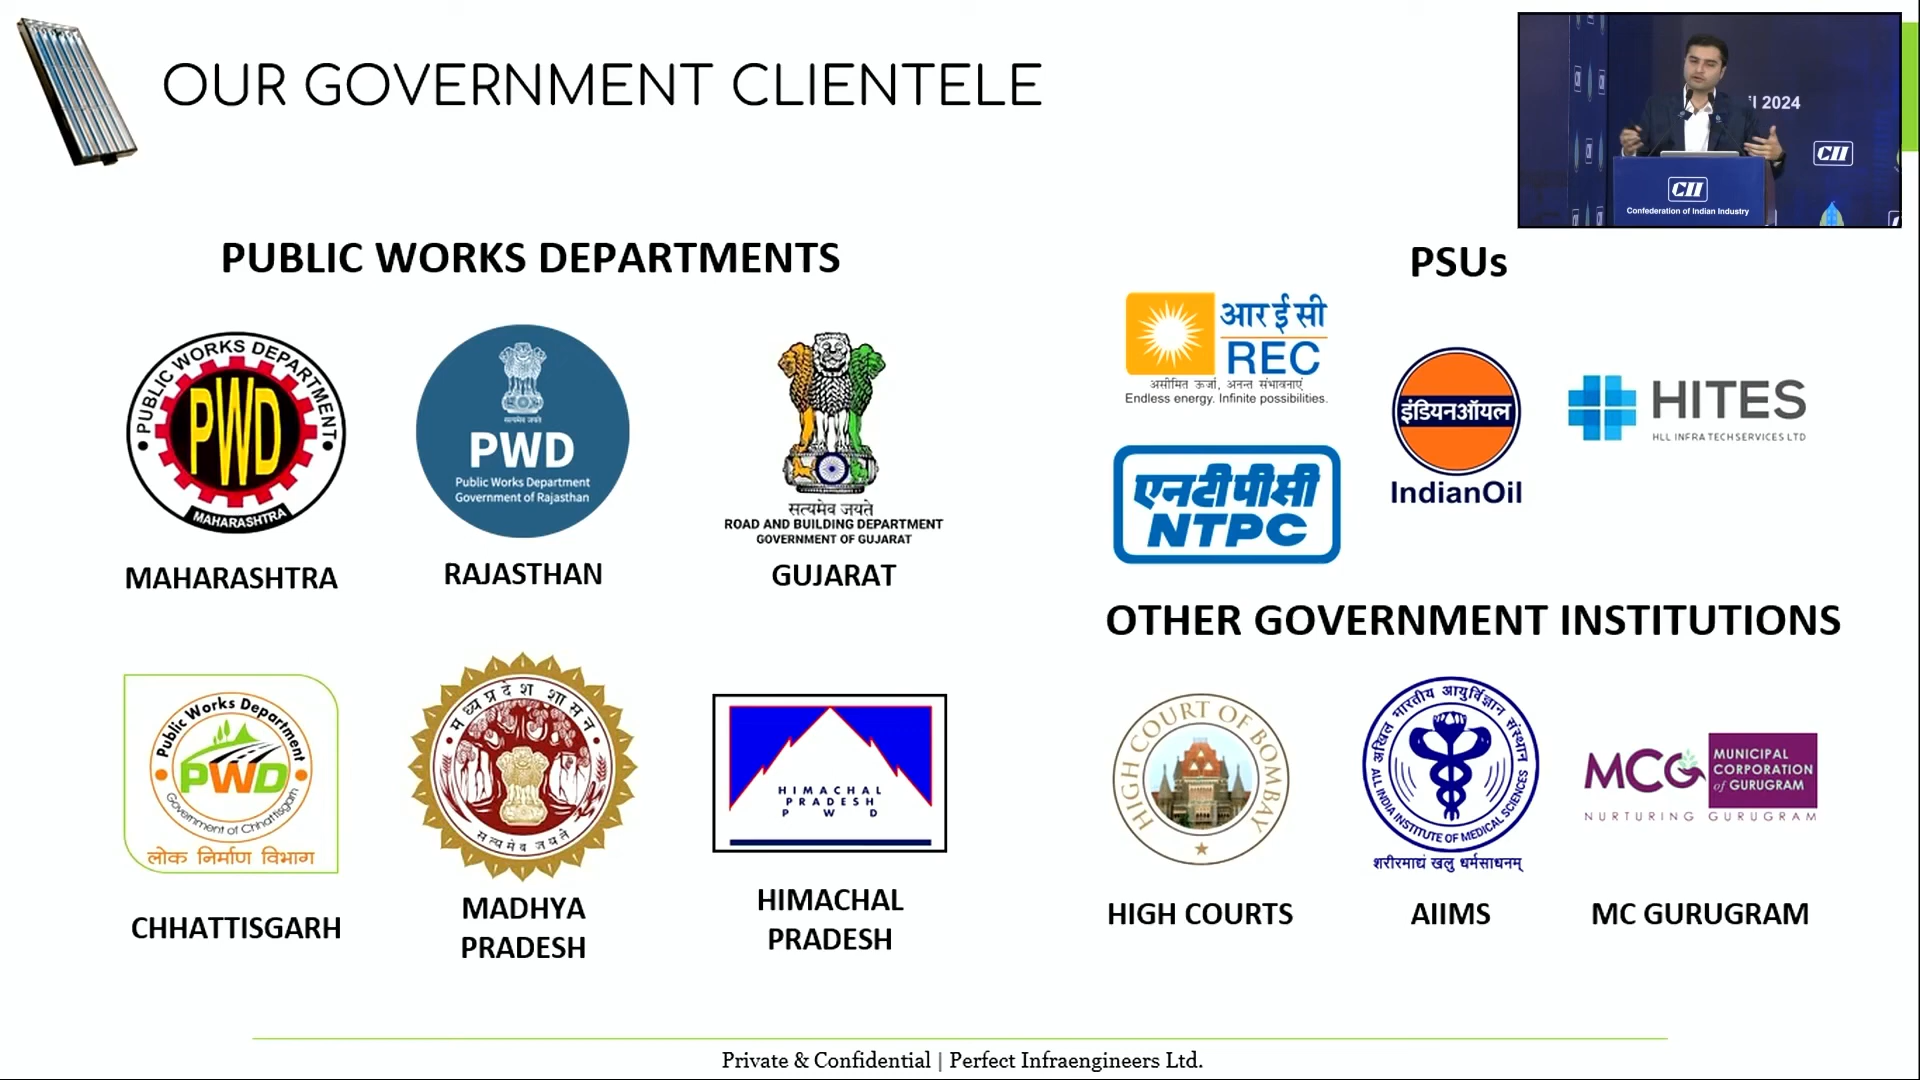 OUR GOVERNMENT CLIENTELE
il 2024
CII
CII
Confederation of Indian Industry
PUBLIC WORKS DEPARTMENTS
PUBLIC WORKS DEPARTMENT
PWD
MAHARASHTRA
MAHARASHTRA
सत्यमेव जयते
PWD
Public Works Department
Government of Rajasthan
RAJASTHAN
सत्यमेव जयते
ROAD AND BUILDING DEPARTMENT
GOVERNMENT OF GUJARAT
GUJARAT
Public Works Department
PWD
Government of Chhattisgarh
लोक निर्माण विभाग
CHHATTISGARH
मध्य प्रदेश शासन
सत्यमेव जयते
MADHYA
PRADESH
HIMACHAL
PRADESH
P W D
HIMACHAL
PRADESH
PSUs
आर ई सी
REC
असीमित ऊर्जा, अनन्त संभावनाएं
Endless energy. Infinite possibilities.
एनटीपीसी
NTPC
इंडियनऑयल
IndianOil
HITES
HLL INFRA TECH SERVICES LTD
OTHER GOVERNMENT INSTITUTIONS
HIGH COURT OF BOMBAY
HIGH COURTS
अखिल भारतीय आयुर्विज्ञान संस्थान
ALL INDIA INSTITUTE OF MEDICAL SCIENCES
शरीरमाद्यं खलु धर्मसाधनम्
AIIMS
MCG
MUNICIPAL
CORPORATION
of GURUGRAM
NURTURING GURUGRAM
MC GURUGRAM
Private & Confidential | Perfect Infraengineers Ltd.